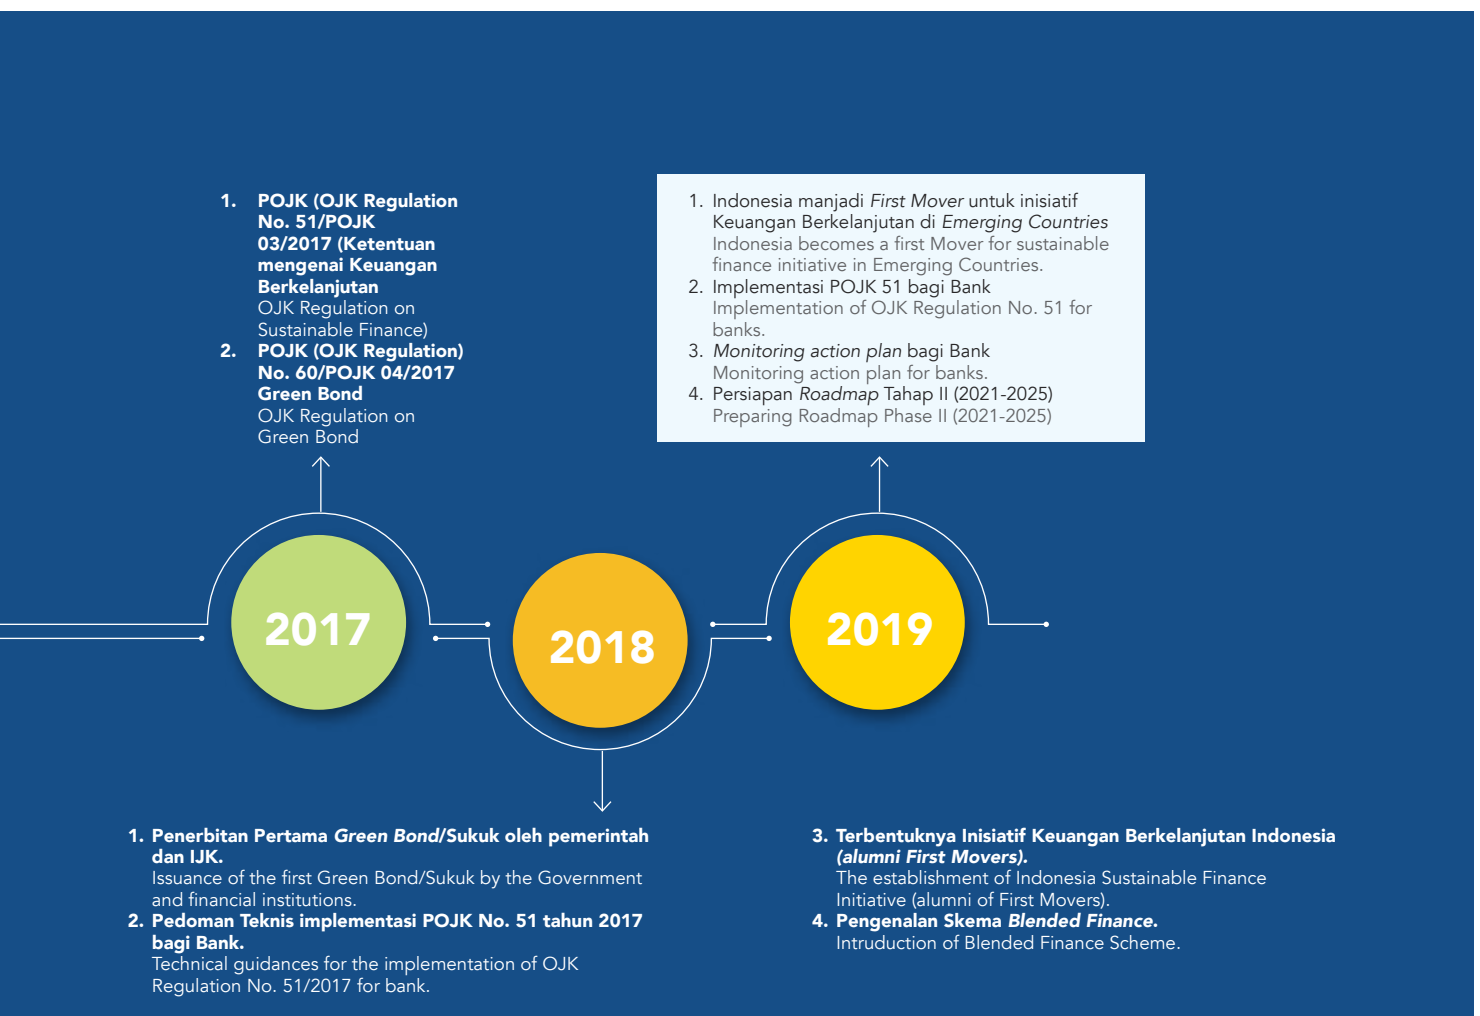 1. POJK (OJK Regulation
No. 51/POJK
03/2017 (Ketentuan
mengenai Keuangan
Berkelanjutan
OJK Regulation on
Sustainable Finance)
2. POJK (OJK Regulation)
No. 60/POJK 04/2017
Green Bond
OJK Regulation on
Green Bond
1. Indonesia manjadi First Mover untuk inisiatif
Keuangan Berkelanjutan di Emerging Countries
Indonesia becomes a first Mover for sustainable
finance initiative in Emerging Countries.
2. Implementasi POJK 51 bagi Bank
Implementation of OJK Regulation No. 51 for
banks.
3. Monitoring action plan bagi Bank
Monitoring action plan for banks.
4. Persiapan Roadmap Tahap II (2021-2025)
Preparing Roadmap Phase II (2021-2025)
2017
2018
2019
1. Penerbitan Pertama Green Bond/Sukuk oleh pemerintah
dan IJK.
Issuance of the first Green Bond/Sukuk by the Government
and financial institutions.
2. Pedoman Teknis implementasi POJK No. 51 tahun 2017
bagi Bank.
Technical guidances for the implementation of OJK
Regulation No. 51/2017 for bank.
3. Terbentuknya Inisiatif Keuangan Berkelanjutan Indonesia
(alumni First Movers).
The establishment of Indonesia Sustainable Finance
Initiative (alumni of First Movers).
4. Pengenalan Skema Blended Finance.
Intruduction of Blended Finance Scheme.